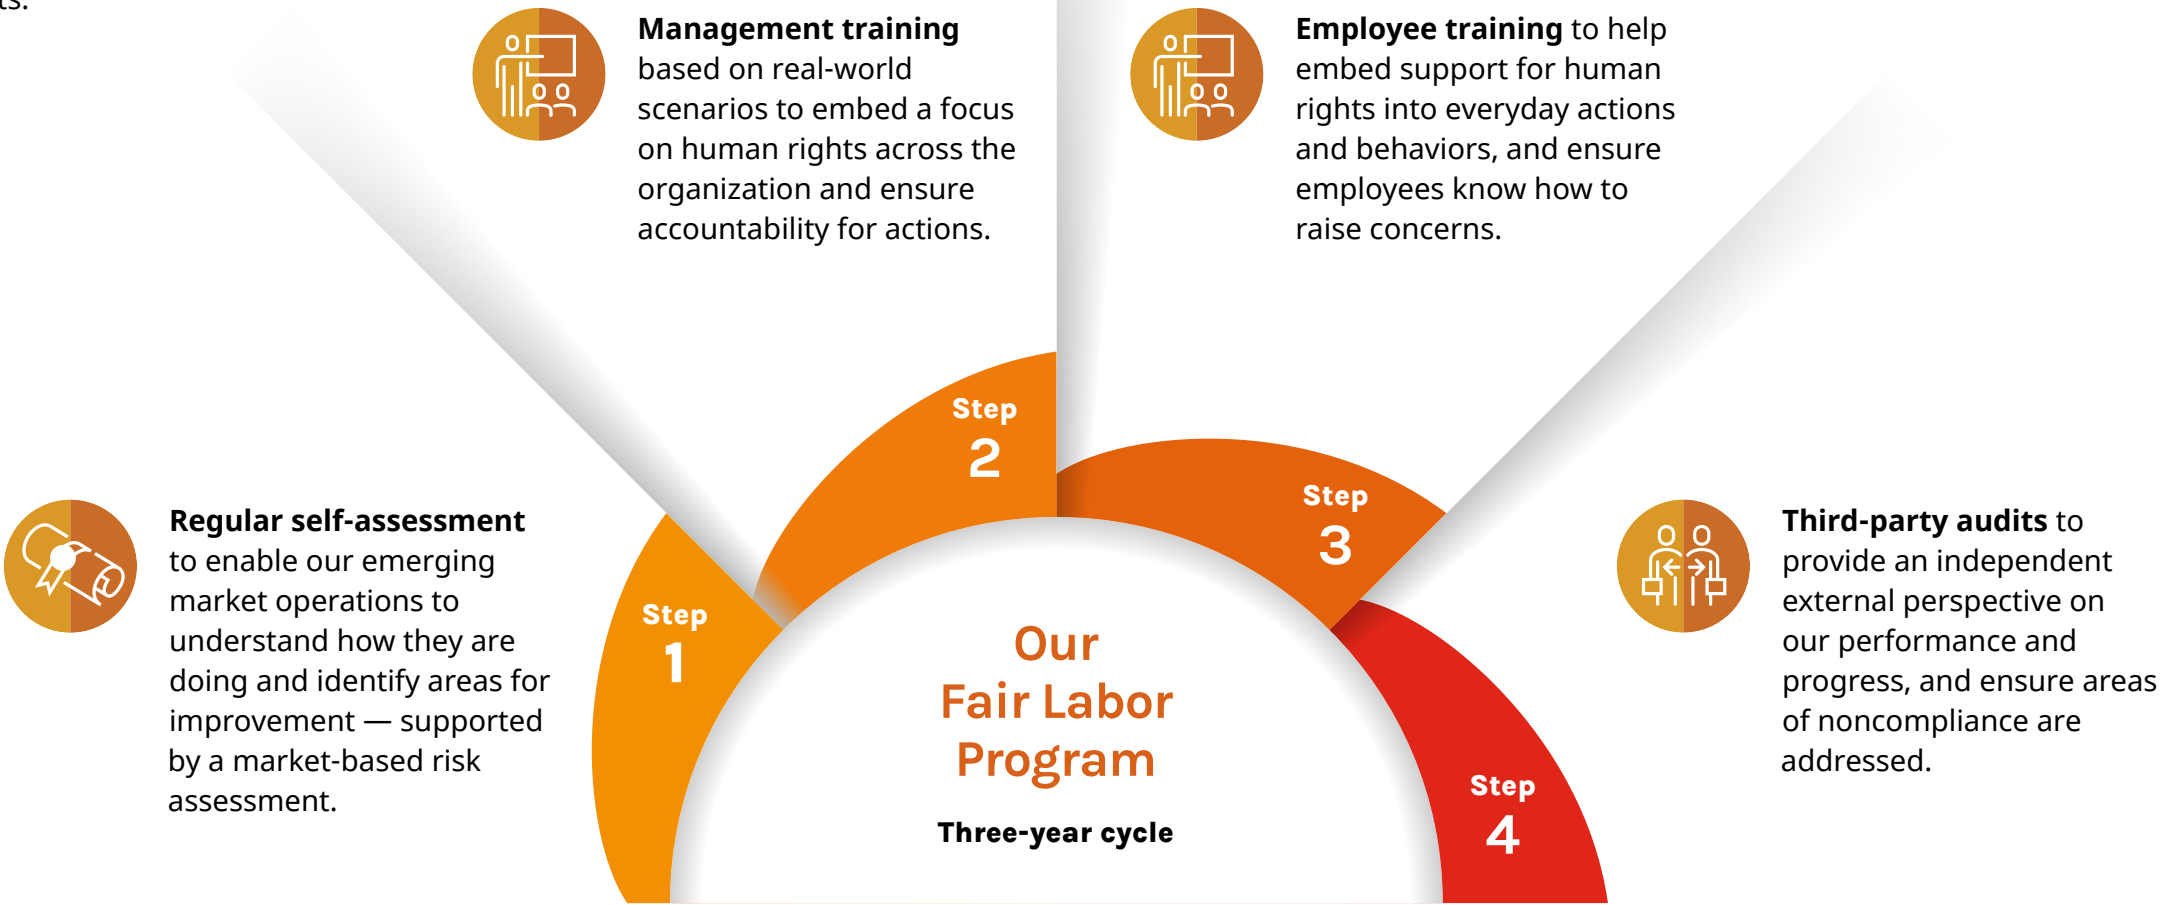 ts.
Management training
based on real-world
scenarios to embed a focus
on human rights across the
organization and ensure
accountability for actions.
Employee training to help
embed support for human
rights into everyday actions
and behaviors, and ensure
employees know how to
raise concerns.
Regular self-assessment
to enable our emerging
market operations to
understand how they are
doing and identify areas for
improvement — supported
by a market-based risk
assessment.
Step
1
Step
2
Step
3
Step
4
Our
Fair Labor
Program
Three-year cycle
Third-party audits to
provide an independent
external perspective on
our performance and
progress, and ensure areas
of noncompliance are
addressed.